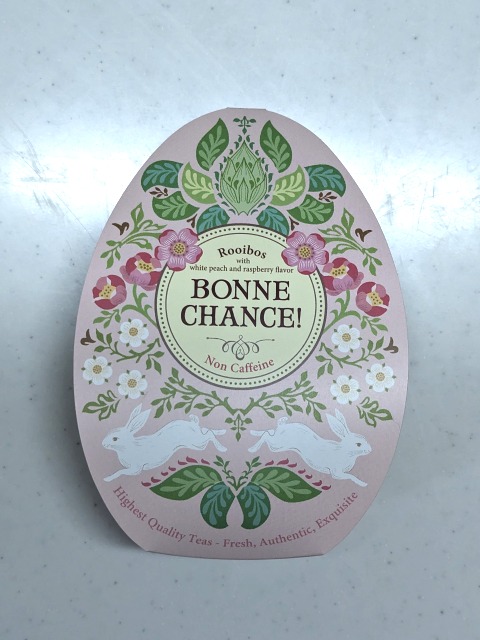 Rooibos
with
white peach and raspberry flavor
BONNE
CHANCE!
Non Caffeine
Highest Quality Teas - Fresh, Authentic, Exquisite